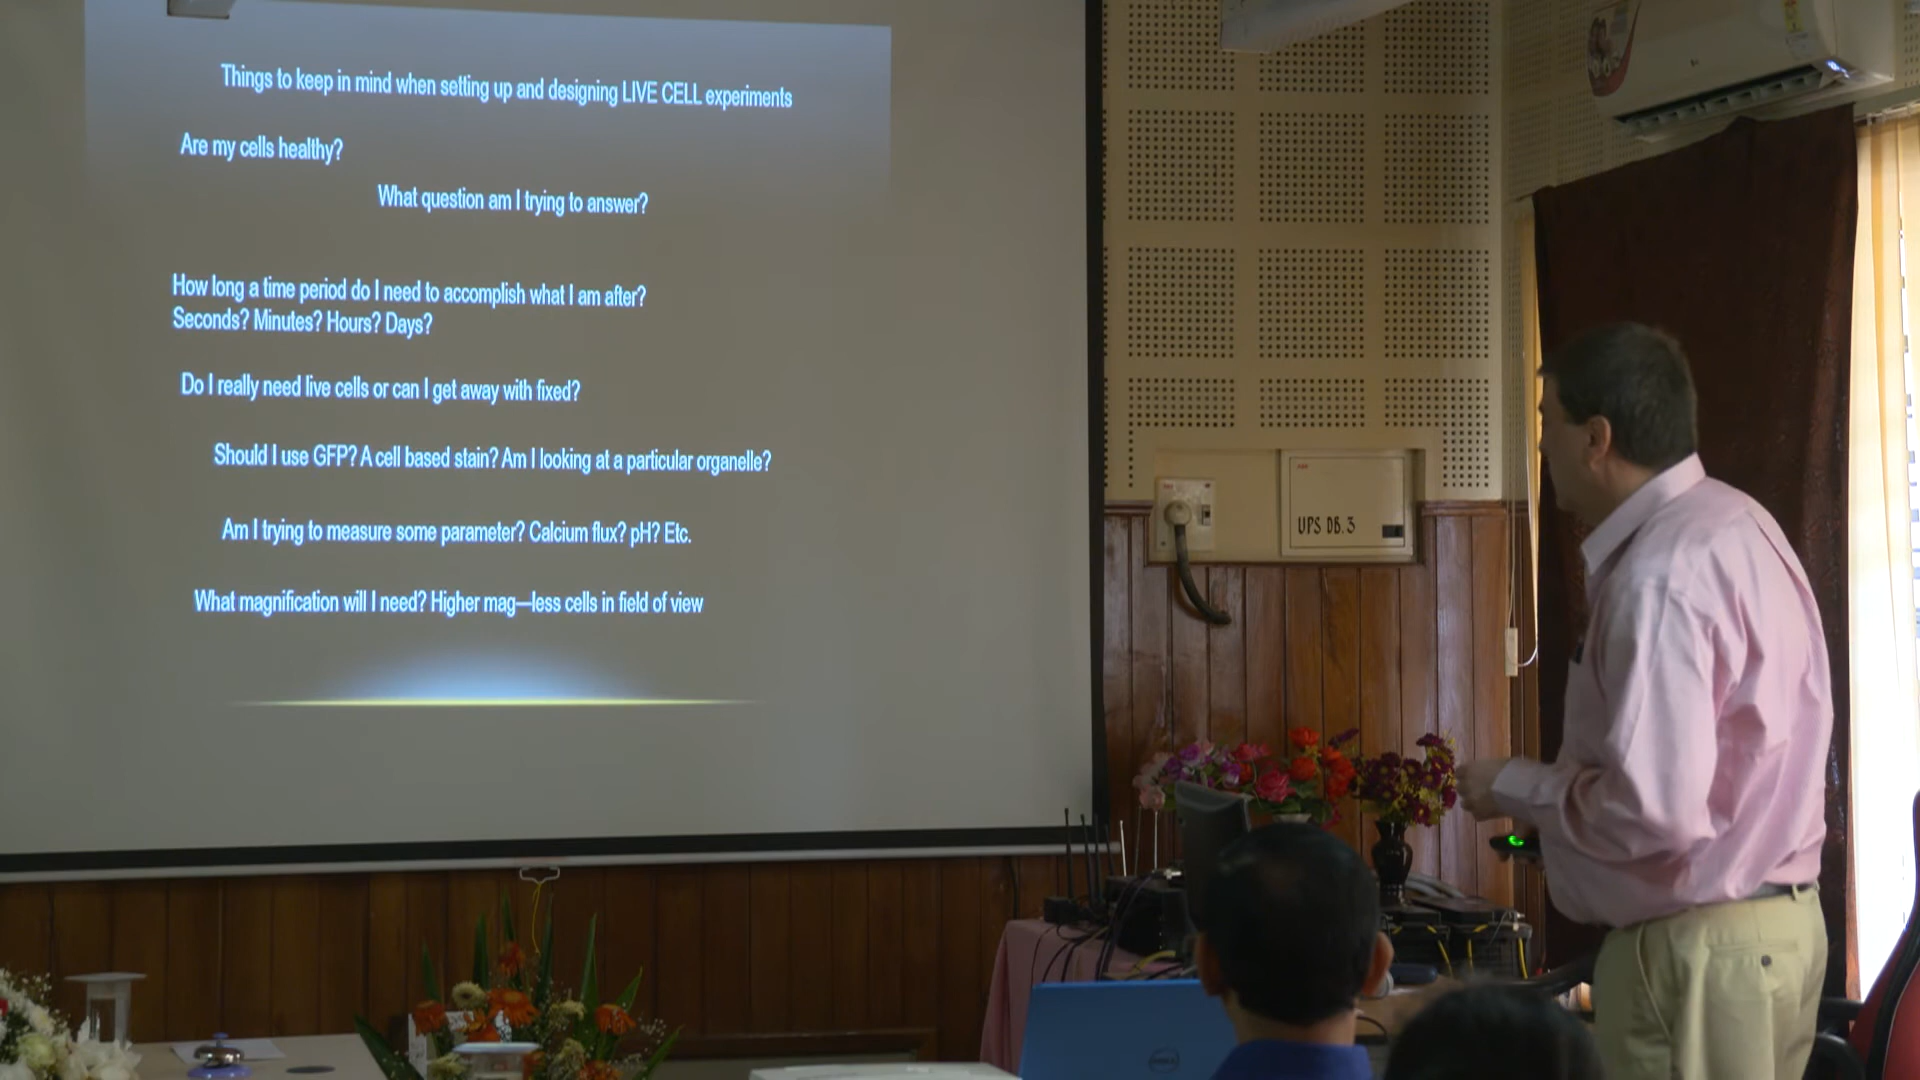 Things to keep in mind when setting up and designing LIVE CELL experiments
Are my cells healthy?
What question am I trying to answer?
How long a time period do I need to accomplish what I am after?
Seconds? Minutes? Hours? Days?
Do I really need live cells or can I get away with fixed?
Should I use GFP? A cell based stain? Am I looking at a particular organelle?
Am I trying to measure some parameter? Calcium flux? pH? Etc.
What magnification will I need? Higher mag—less cells in field of view
UPS DB.3
DELL